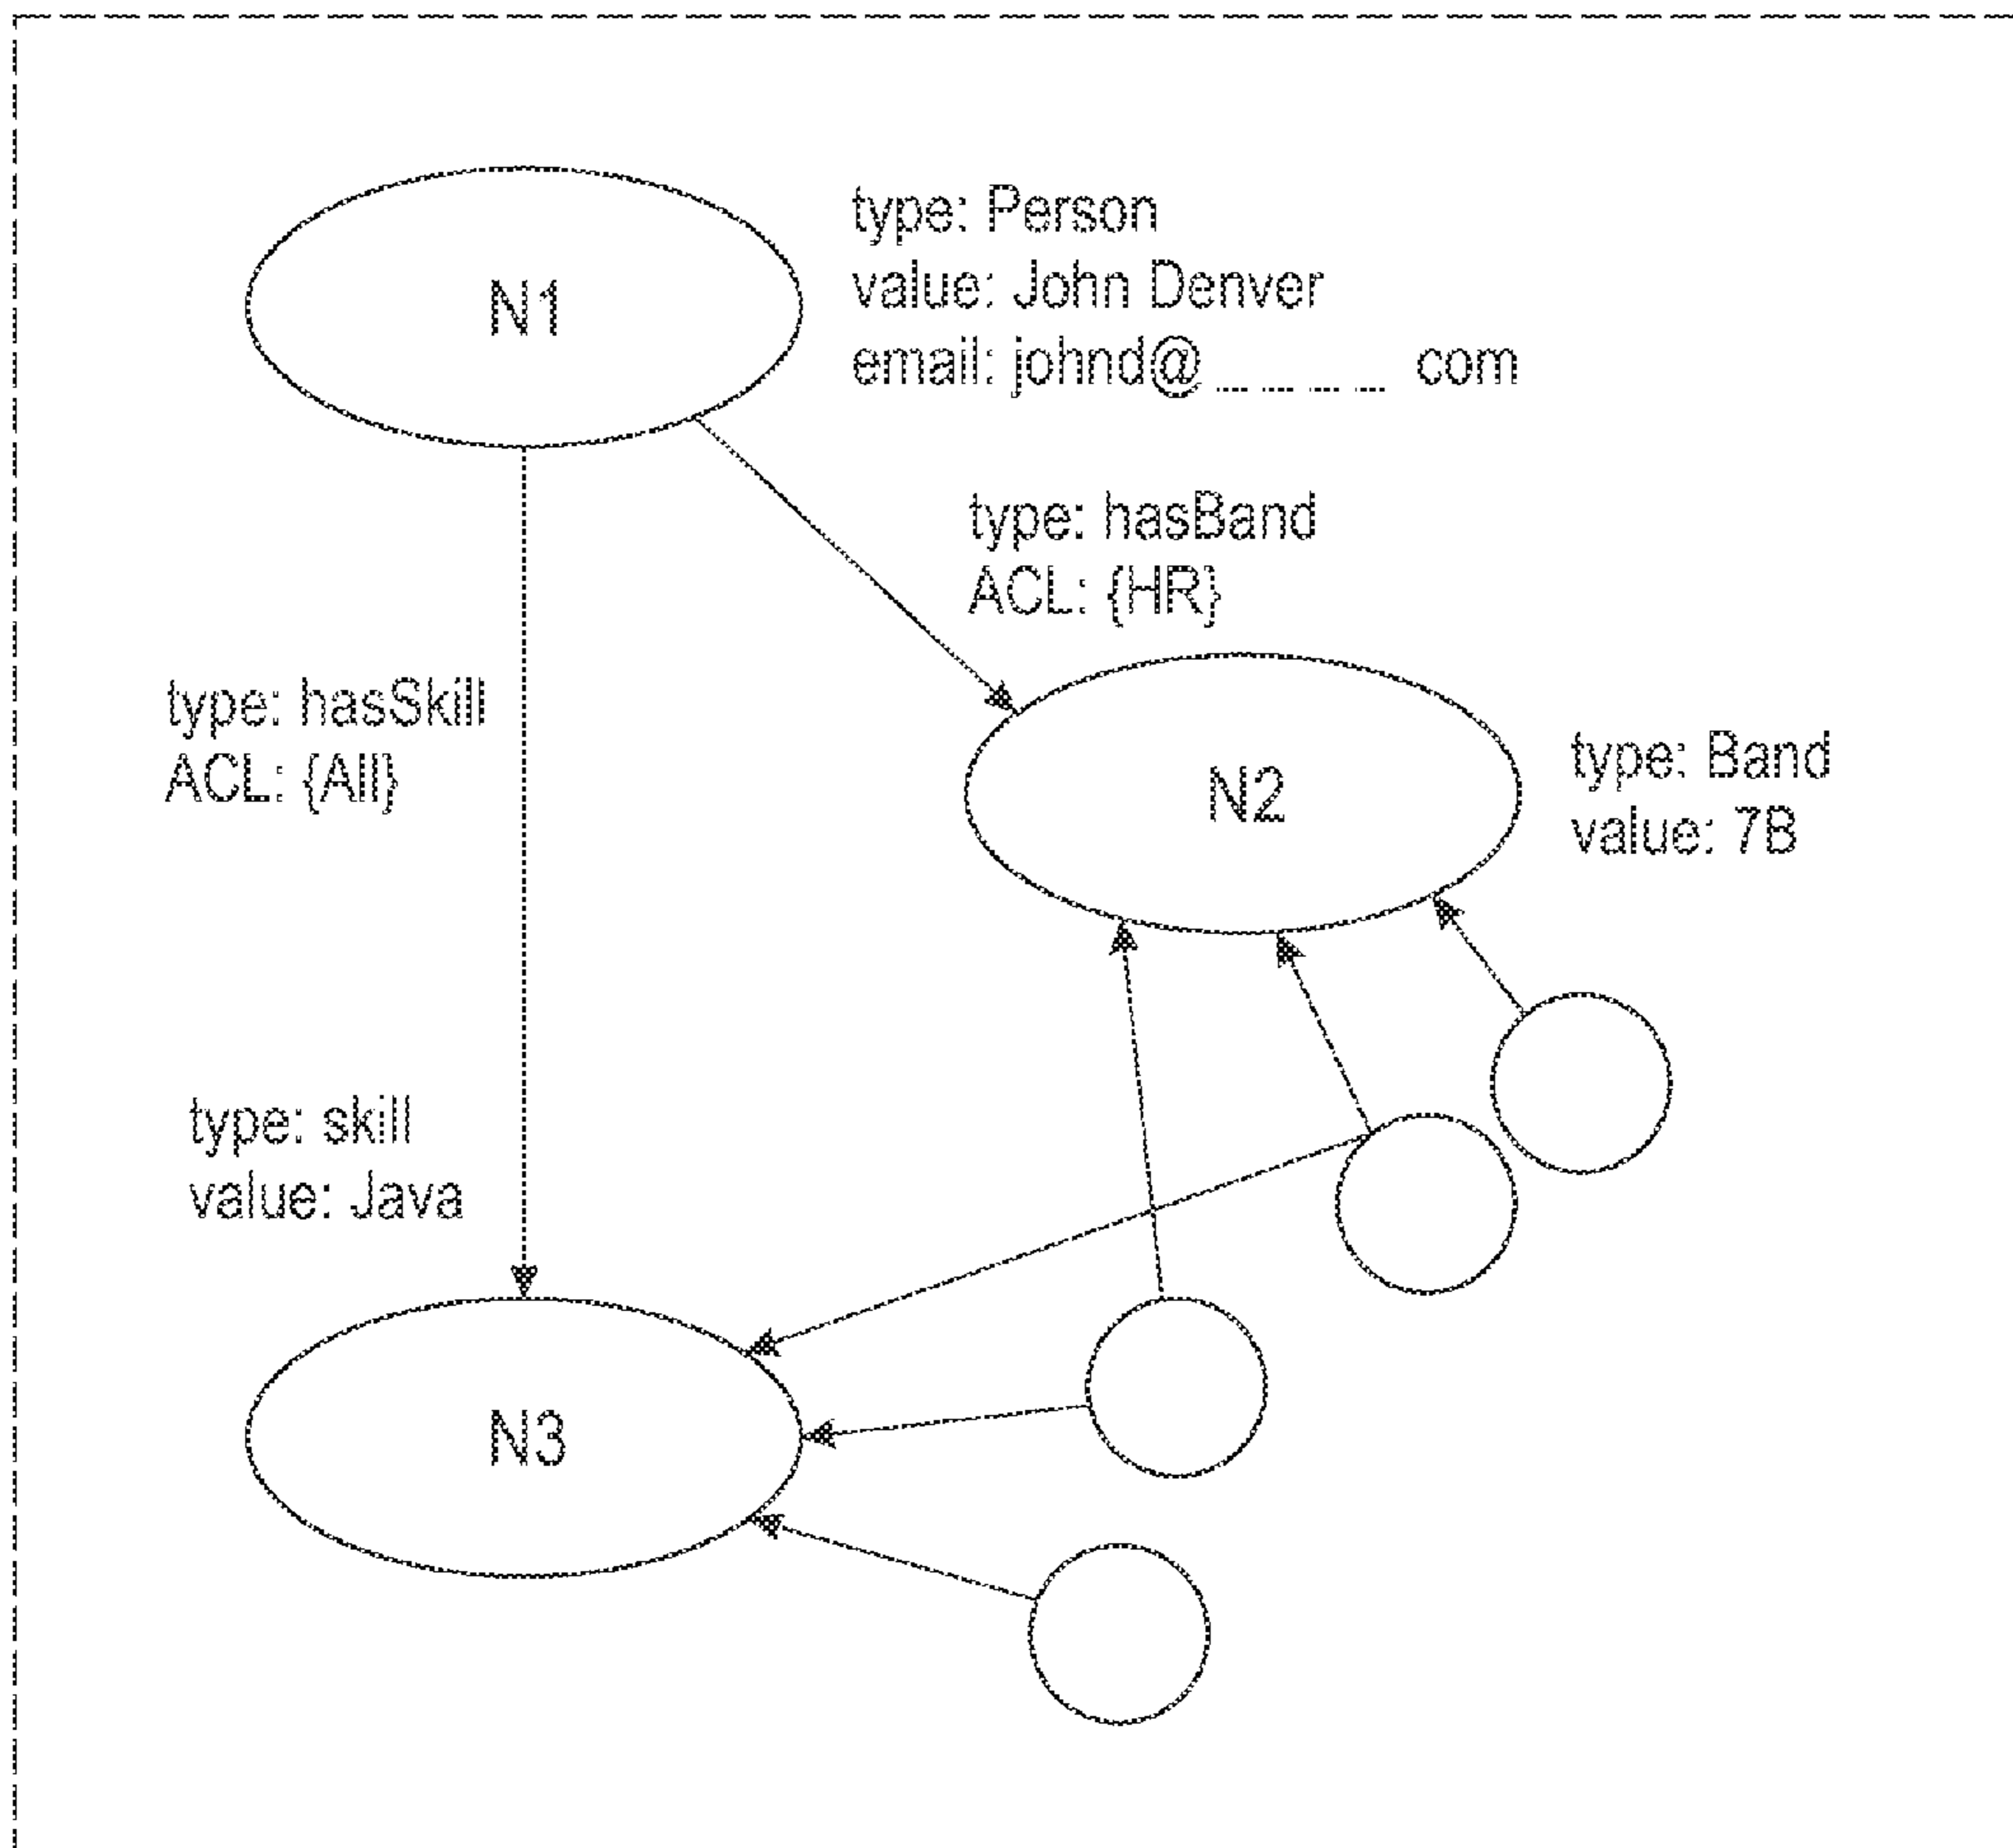 N1
type: Person
value: John Denver
email: johnd@ _ _ _ _ com
type: hasBand
ACL: {HR}
type: hasSkill
ACL: {All}
N2
type: Band
value: 7B
type: skill
value: Java
N3